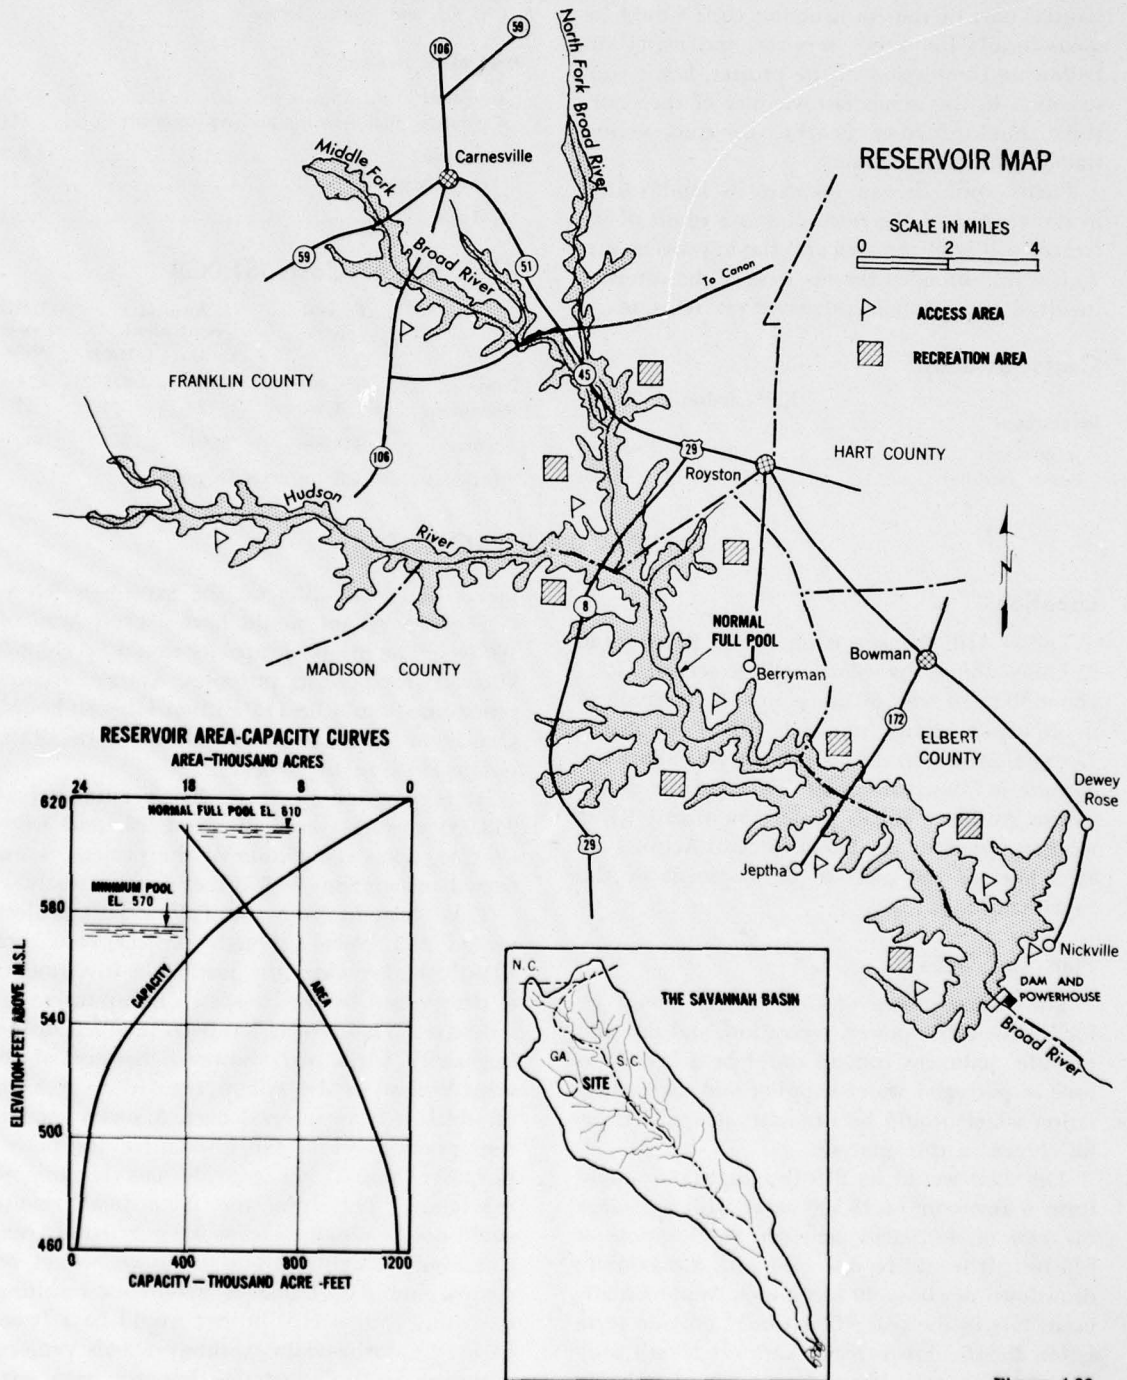 59
106
North Fork Broad River
Middle Fork
Carnesville
RESERVOIR MAP
SCALE IN MILES
0 2 4
ACCESS AREA
RECREATION AREA
59
Broad River
51
To Canon
FRANKLIN COUNTY
45
106
29
Royston
HART COUNTY
Hudson
River
8
NORMAL
FULL POOL
MADISON COUNTY
Berryman
Bowman
172
ELBERT
COUNTY
Dewey
Rose
29
Jeptha
Nickville
DAM AND
POWERHOUSE
Broad River
RESERVOIR AREA-CAPACITY CURVES
AREA-THOUSAND ACRES
24 18 8 0
620
NORMAL FULL POOL EL. 610
MINIMUM POOL
EL. 570
580
540
500
460
ELEVATION-FEET ABOVE M.S.L.
CAPACITY
AREA
0 400 800 1200
CAPACITY—THOUSAND ACRE-FEET
N.C.
THE SAVANNAH BASIN
GA.
S.C.
SITE